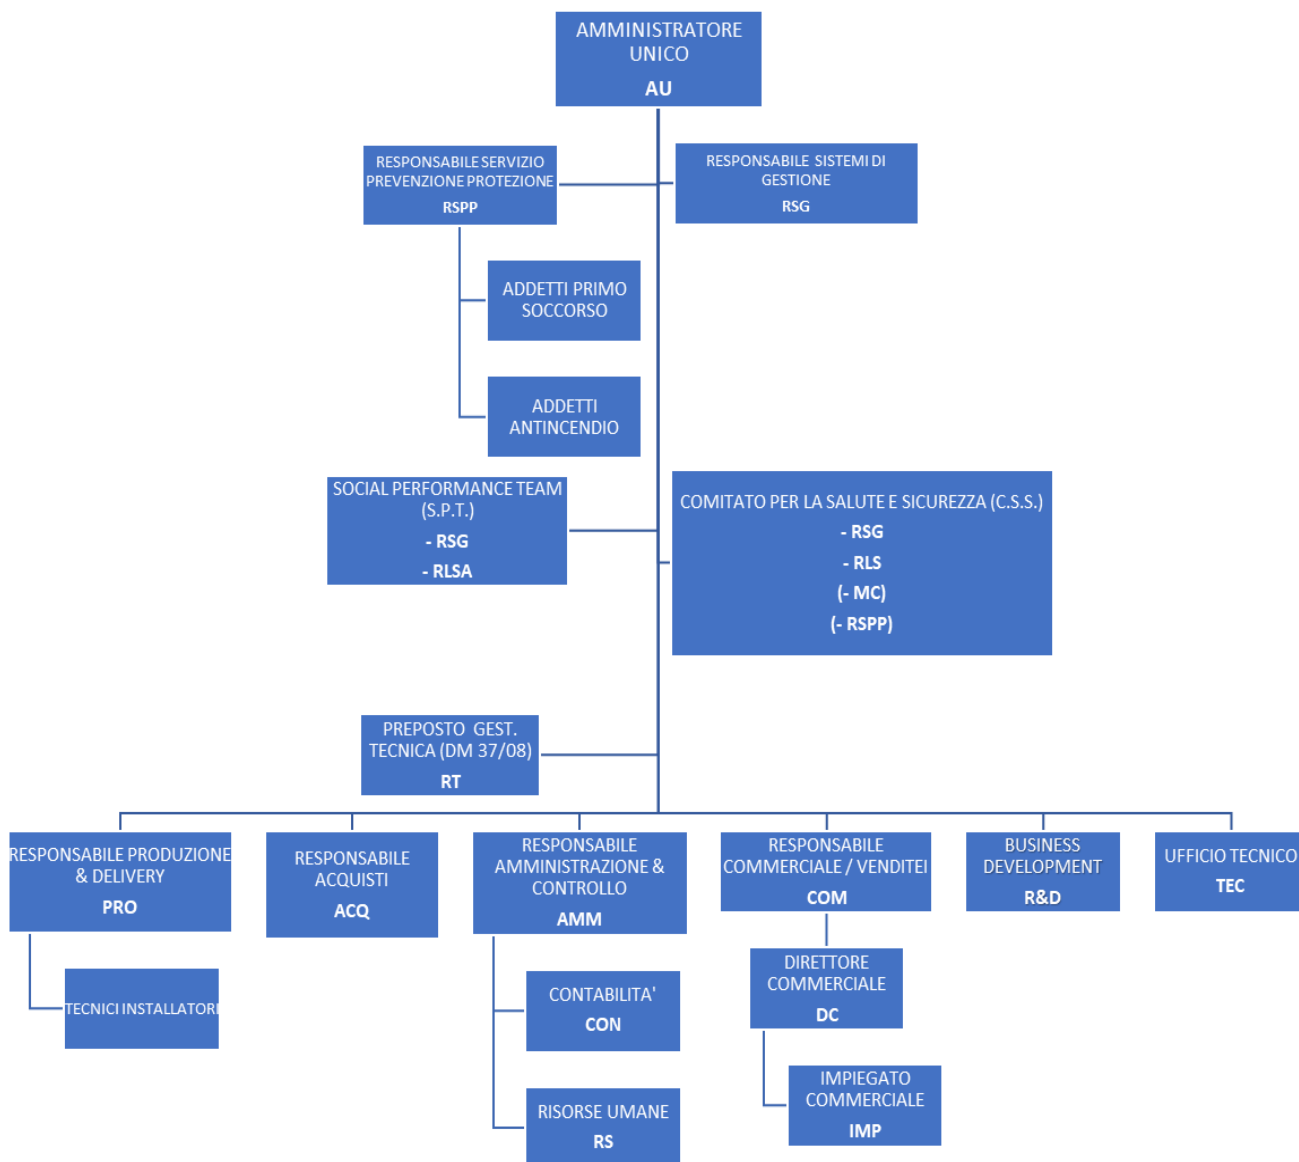 AMMINISTRATORE
UNICO
AU
RESPONSABILE SERVIZIO
PREVENZIONE PROTEZIONE
RSPP
RESPONSABILE SISTEMI DI
GESTIONE
RSG
ADDETTI PRIMO
SOCCORSO
ADDETTI
ANTINCENDIO
SOCIAL PERFORMANCE TEAM
(S.P.T.)
- RSG
- RLSA
COMITATO PER LA SALUTE E SICUREZZA (C.S.S.)
- RSG
- RLS
(- MC)
(- RSPP)
PREPOSTO GEST.
TECNICA (DM 37/08)
RT
RESPONSABILE PRODUZIONE
& DELIVERY
PRO
RESPONSABILE
ACQUISTI
ACQ
RESPONSABILE
AMMINISTRAZIONE &
CONTROLLO
AMM
RESPONSABILE
COMMERCIALE / VENDITEI
COM
BUSINESS
DEVELOPMENT
R&D
UFFICIO TECNICO
TEC
TECNICI INSTALLATORI
CONTABILITA'
CON
RISORSE UMANE
RS
DIRETTORE
COMMERCIALE
DC
IMPIEGATO
COMMERCIALE
IMP